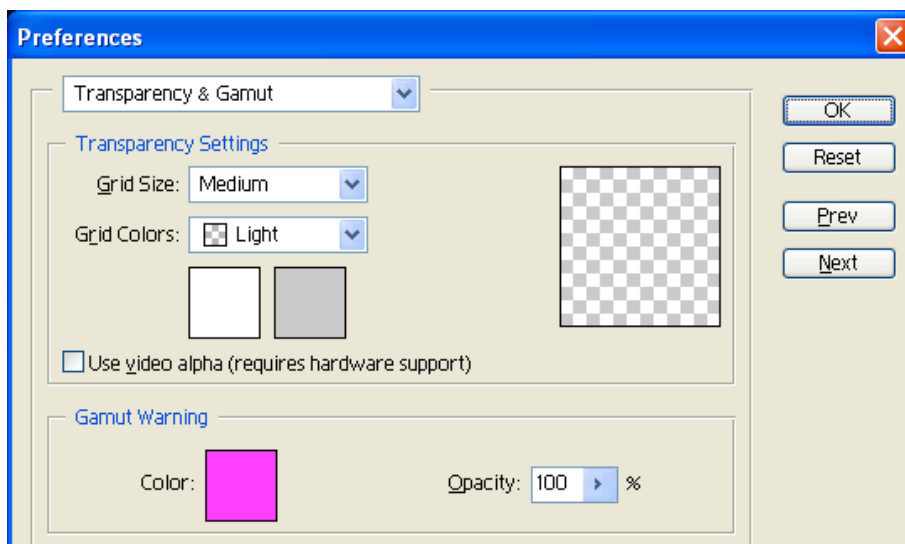 Preferences
Transparency & Gamut
OK
Transparency Settings
Reset
Grid Size: Medium
Prev
Grid Colors: Light
Next
Use video alpha (requires hardware support)
Gamut Warning
Color:
Opacity: 100 %